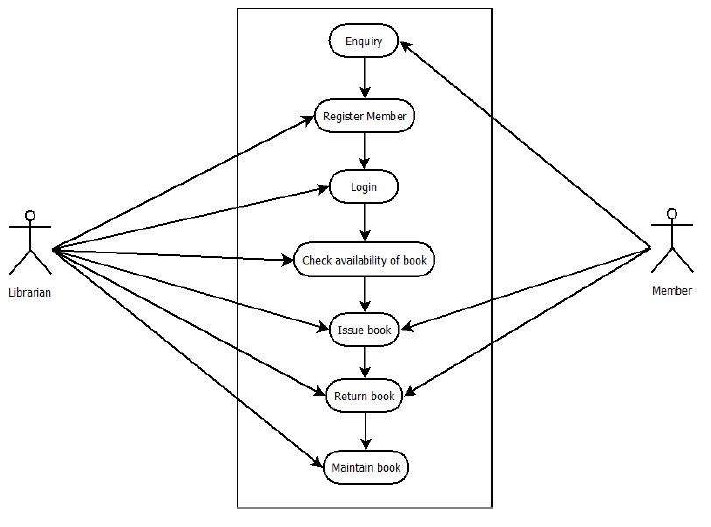 Enquiry
Register Member
Login
Check availability of book
Librarian
Member
Issue book
Return book
Maintain book